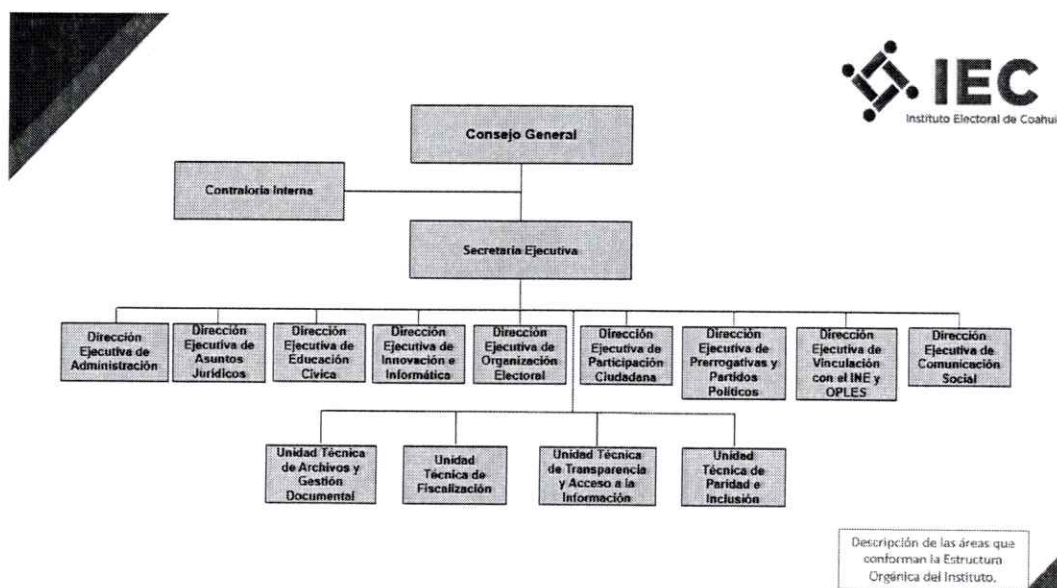 IEC
Instituto Electoral de Coahui
Consejo General
Contraloría Interna
Secretaria Ejecutiva
Dirección
Ejecutiva de
Administración
Dirección
Ejecutiva de
Asuntos
Jurídicos
Dirección
Ejecutiva de
Educación
Cívica
Dirección
Ejecutiva de
Innovación e
Informática
Dirección
Ejecutiva de
Organización
Electoral
Dirección
Ejecutiva de
Participación
Ciudadana
Dirección
Ejecutiva de
Prerrogativas y
Partidos
Políticos
Dirección
Ejecutiva de
Vinculación
con el INE y
OPLES
Dirección
Ejecutiva de
Comunicación
Social
Unidad Técnica
de Archivos y
Gestión
Documental
Unidad
Técnica de
Fiscalización
Unidad Técnica
de Transparencia
y Acceso a la
Información
Unidad
Técnica de
Paridad e
Inclusión
Descripción de las áreas que
conforman la Estructura
Orgánica del Instituto.